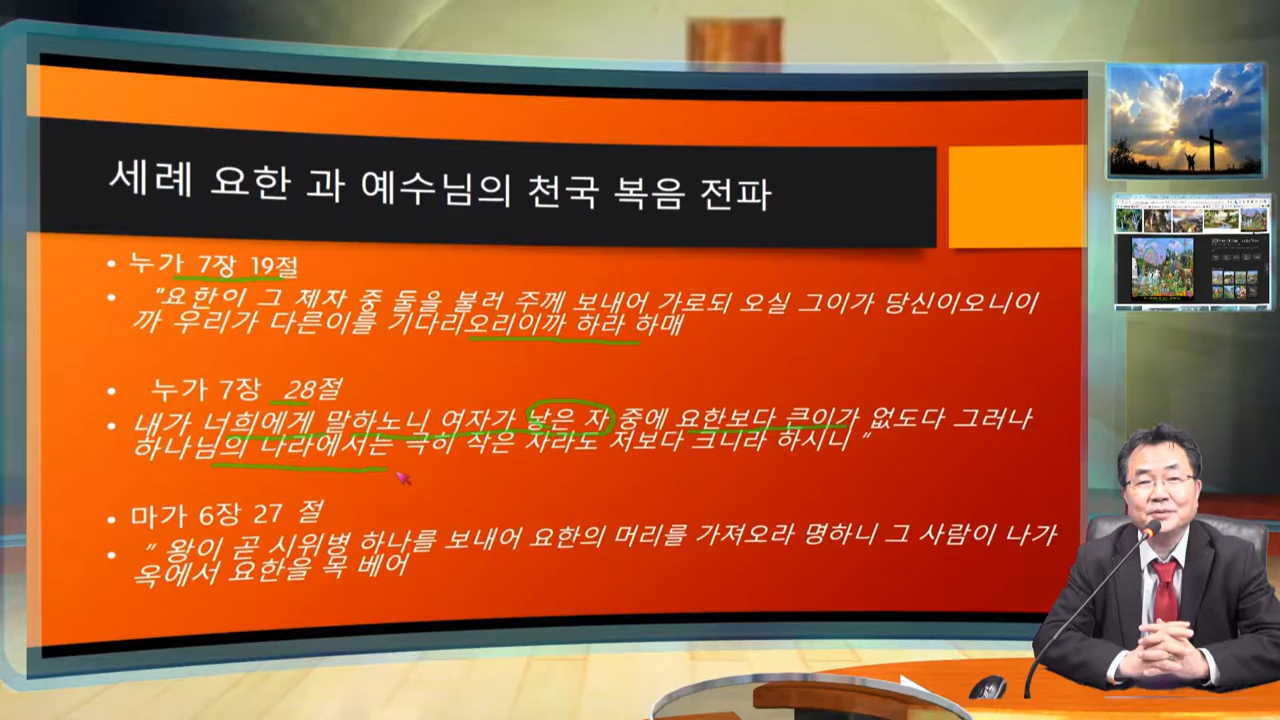 세례 요한 과 예수님의 천국 복음 전파
누가 7장 19절
"요한이 그 제자 중 둘을 불러 주께 보내어 가로되 오실 그이가 당신이오니이
까 우리가 다른이를 기다리오리이까 하라 하매
누가 7장 28절
내가 너희에게 말하노니 여자가 낳은 자 중에 요한보다 큰이가 없도다 그러나
하나님의 나라에서는 극히 작은 자라도 저보다 크니라 하시니 "
마가 6장 27 절
" 왕이 곧 시위병 하나를 보내어 요한의 머리를 가져오라 명하니 그 사람이 나가
옥에서 요한을 목 베어